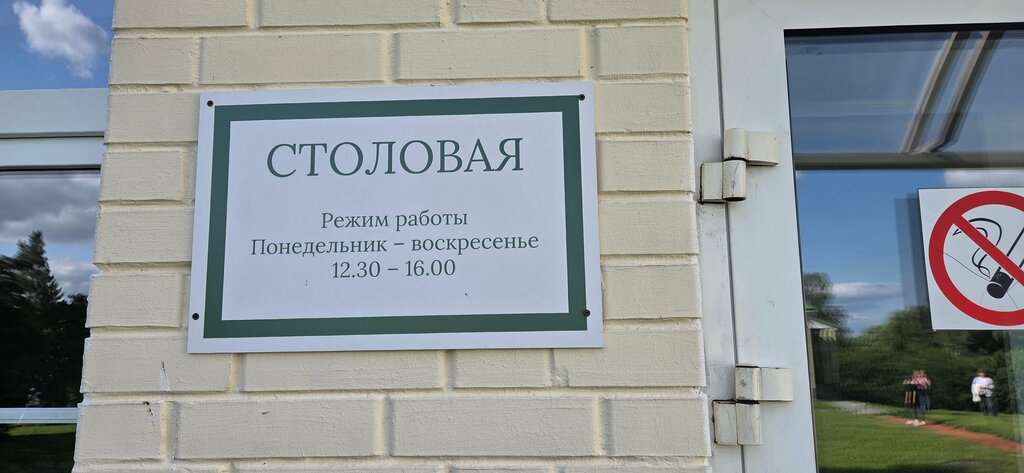 СТОЛОВАЯ
Режим работы
Понедельник – воскресенье
12.30 – 16.00